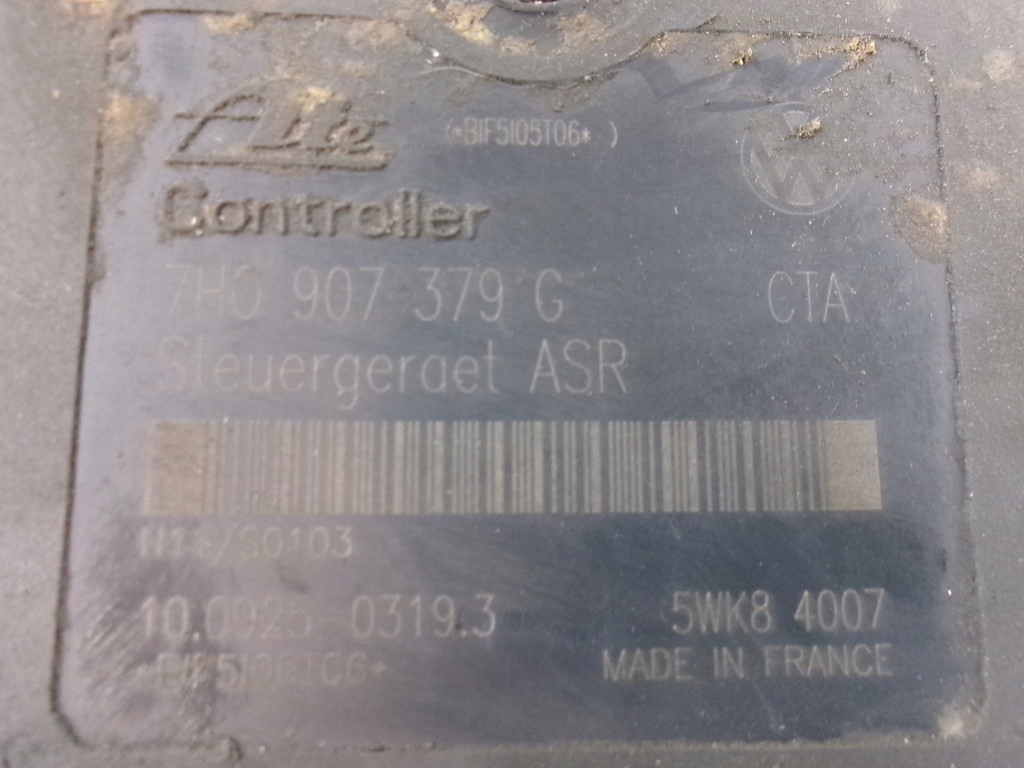 Ate (*BIF5I05T06*)
Controller
7H0 907 379 G CTA
Steuergeraet ASR
10.0925-0319.3 5WK8 4007
MADE IN FRANCE